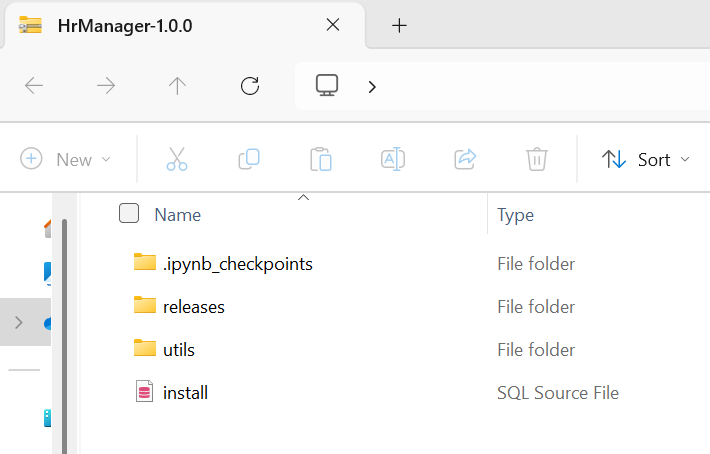 HrManager-1.0.0
New
Sort
Name Type
.ipynb_checkpoints File folder
releases File folder
utils File folder
install SQL Source File